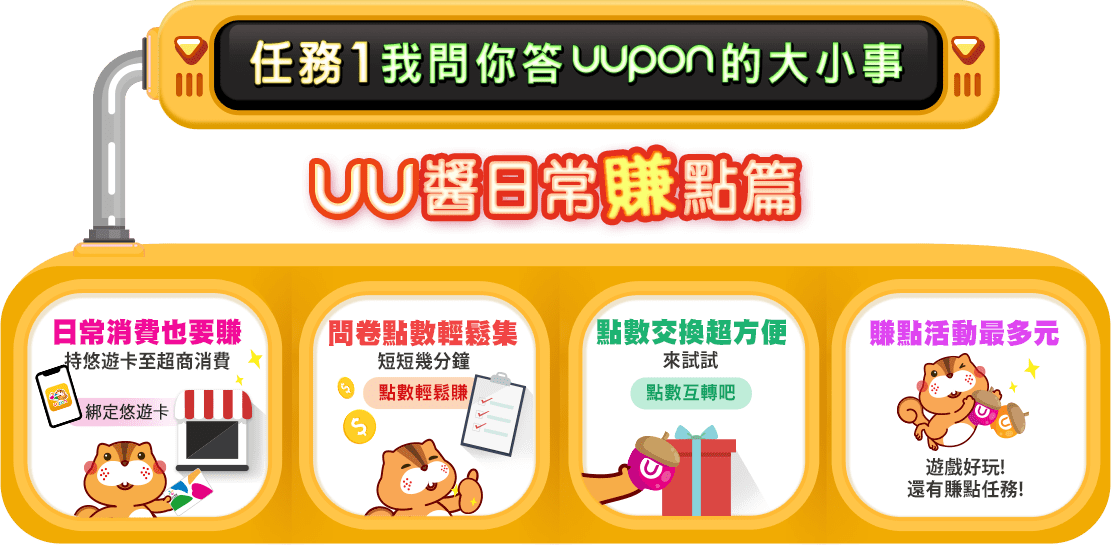 任務1我問你答uupon的大小事
UU醬日常賺點篇
日常消費也要賺
持悠遊卡至超商消費
綁定悠遊卡
問卷點數輕鬆集
短短幾分鐘
點數輕鬆賺
點數交換超方便
來試試
點數互轉吧
賺點活動最多元
遊戲好玩!
還有賺點任務!